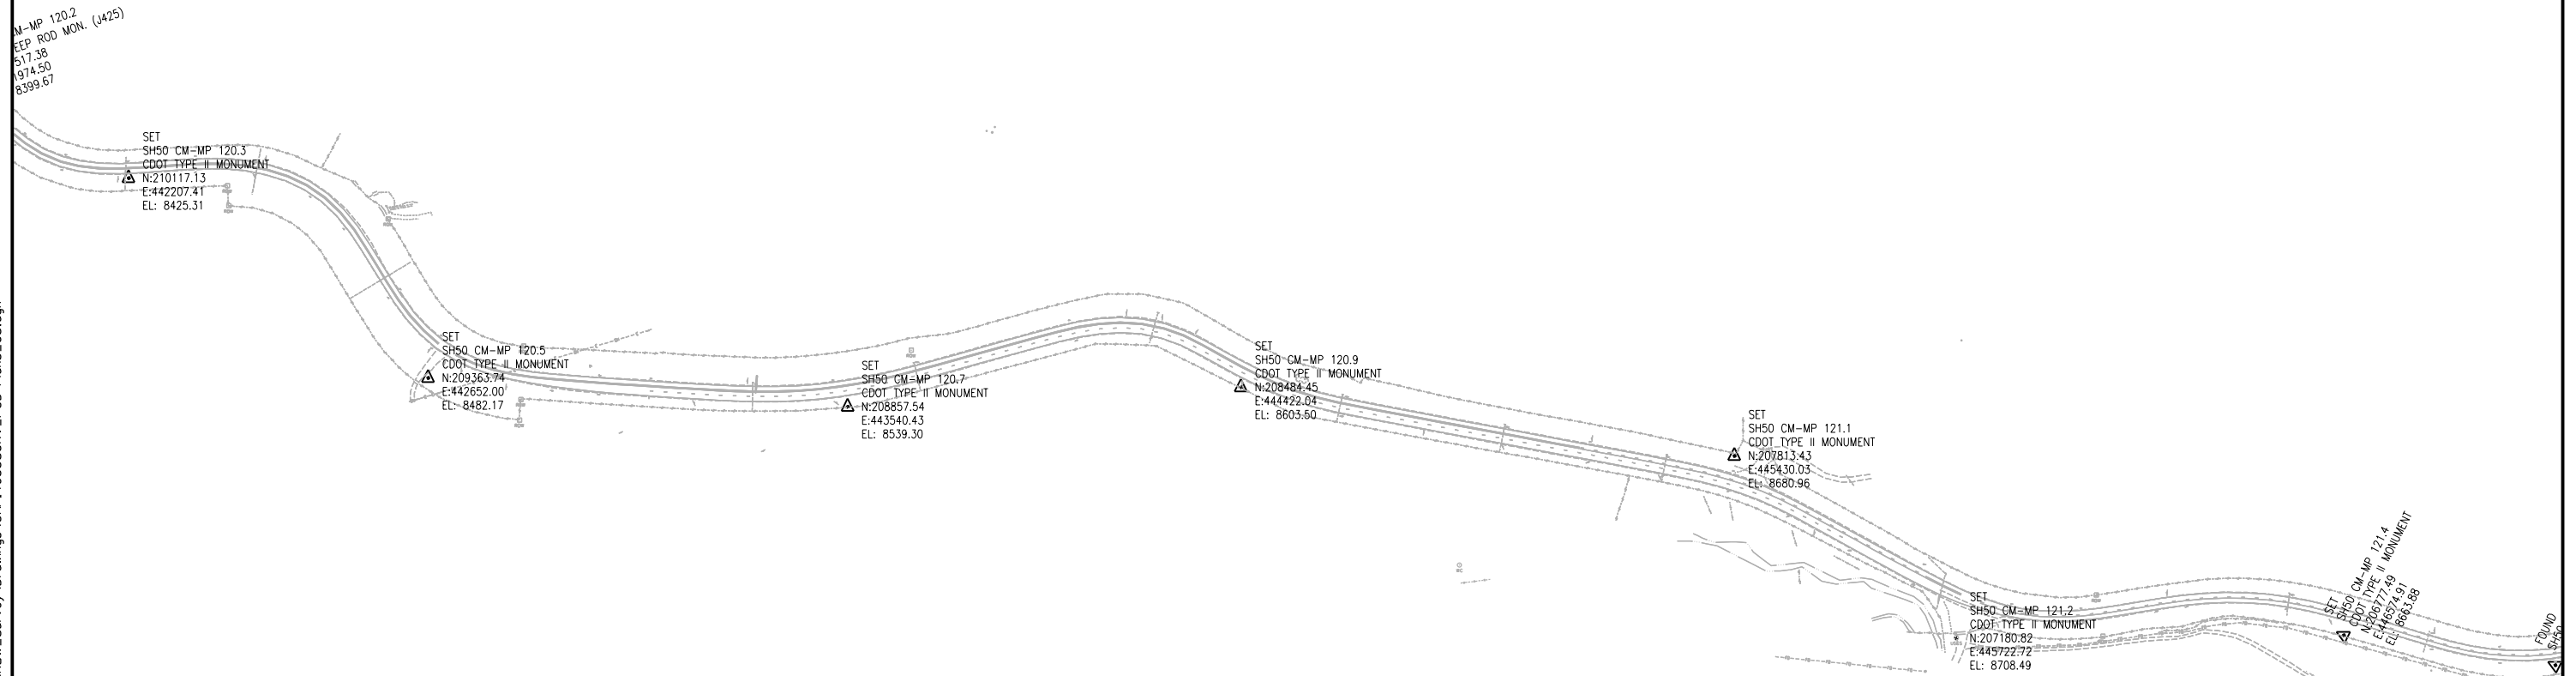 CM-MP 120.2
EEP ROD MON. (J425)
517.38
1974.50
8399.67
SET
SH50 CM-MP 120.3
CDOT TYPE II MONUMENT
N:210117.13
E:442207.41
EL: 8425.31
SET
SH50 CM-MP 120.5
CDOT TYPE II MONUMENT
N:209363.74
E:442652.00
EL: 8482.17
SET
SH50 CM-MP 120.7
CDOT TYPE II MONUMENT
N:208857.54
E:443540.43
EL: 8539.30
SET
SH50 CM-MP 120.9
CDOT TYPE II MONUMENT
N:208484.45
E:444422.04
EL: 8603.50
SET
SH50 CM-MP 121.1
CDOT TYPE II MONUMENT
N:207813.43
E:445430.03
EL: 8680.96
SET
SH50 CM-MP 121.2
CDOT TYPE II MONUMENT
N:207180.82
E:445722.72
EL: 8708.49
SET
SH50 CM-MP 121.4
CDOT TYPE II MONUMENT
N:206777.49
E:446574.91
EL: 8663.88
FOUND
SH50